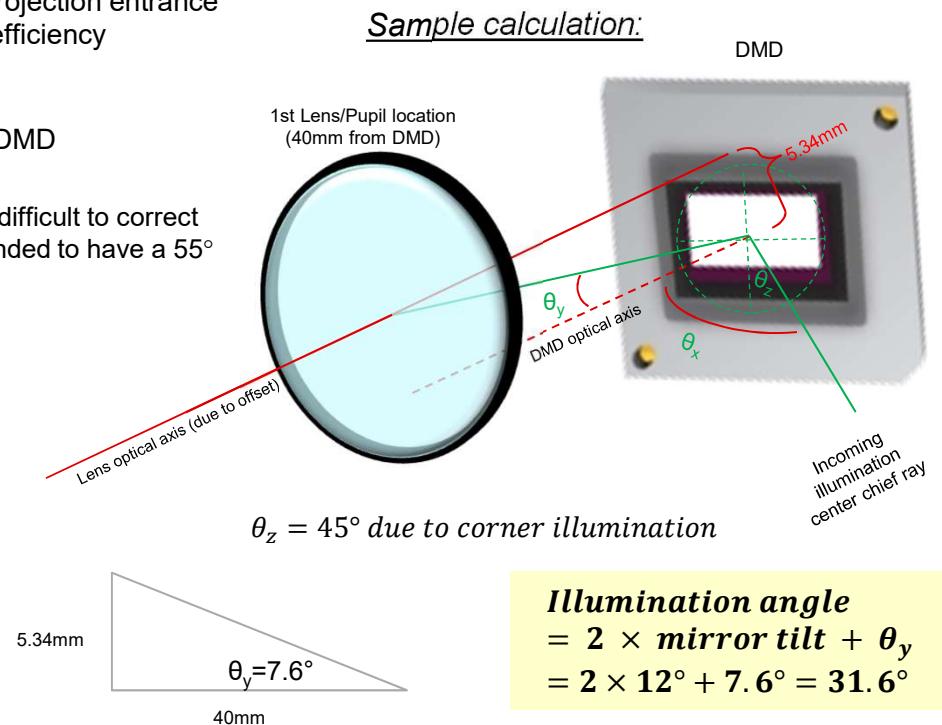 rojection entrance
efficiency
Sample calculation:
DMD
1st Lens/Pupil location
(40mm from DMD)
5.34mm
DMD
difficult to correct
nded to have a 55°
θz
θy
DMD optical axis
θx
Lens optical axis (due to offset)
Incoming
illumination
center chief ray
θz = 45° due to corner illumination
5.34mm
θy=7.6°
40mm
Illumination angle
= 2 × mirror tilt + θy
= 2 × 12° + 7.6° = 31.6°